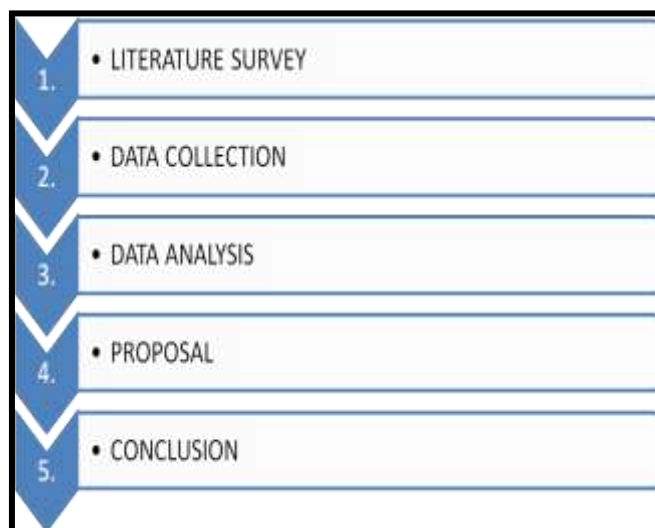 1. • LITERATURE SURVEY
2. • DATA COLLECTION
3. • DATA ANALYSIS
4. • PROPOSAL
5. • CONCLUSION